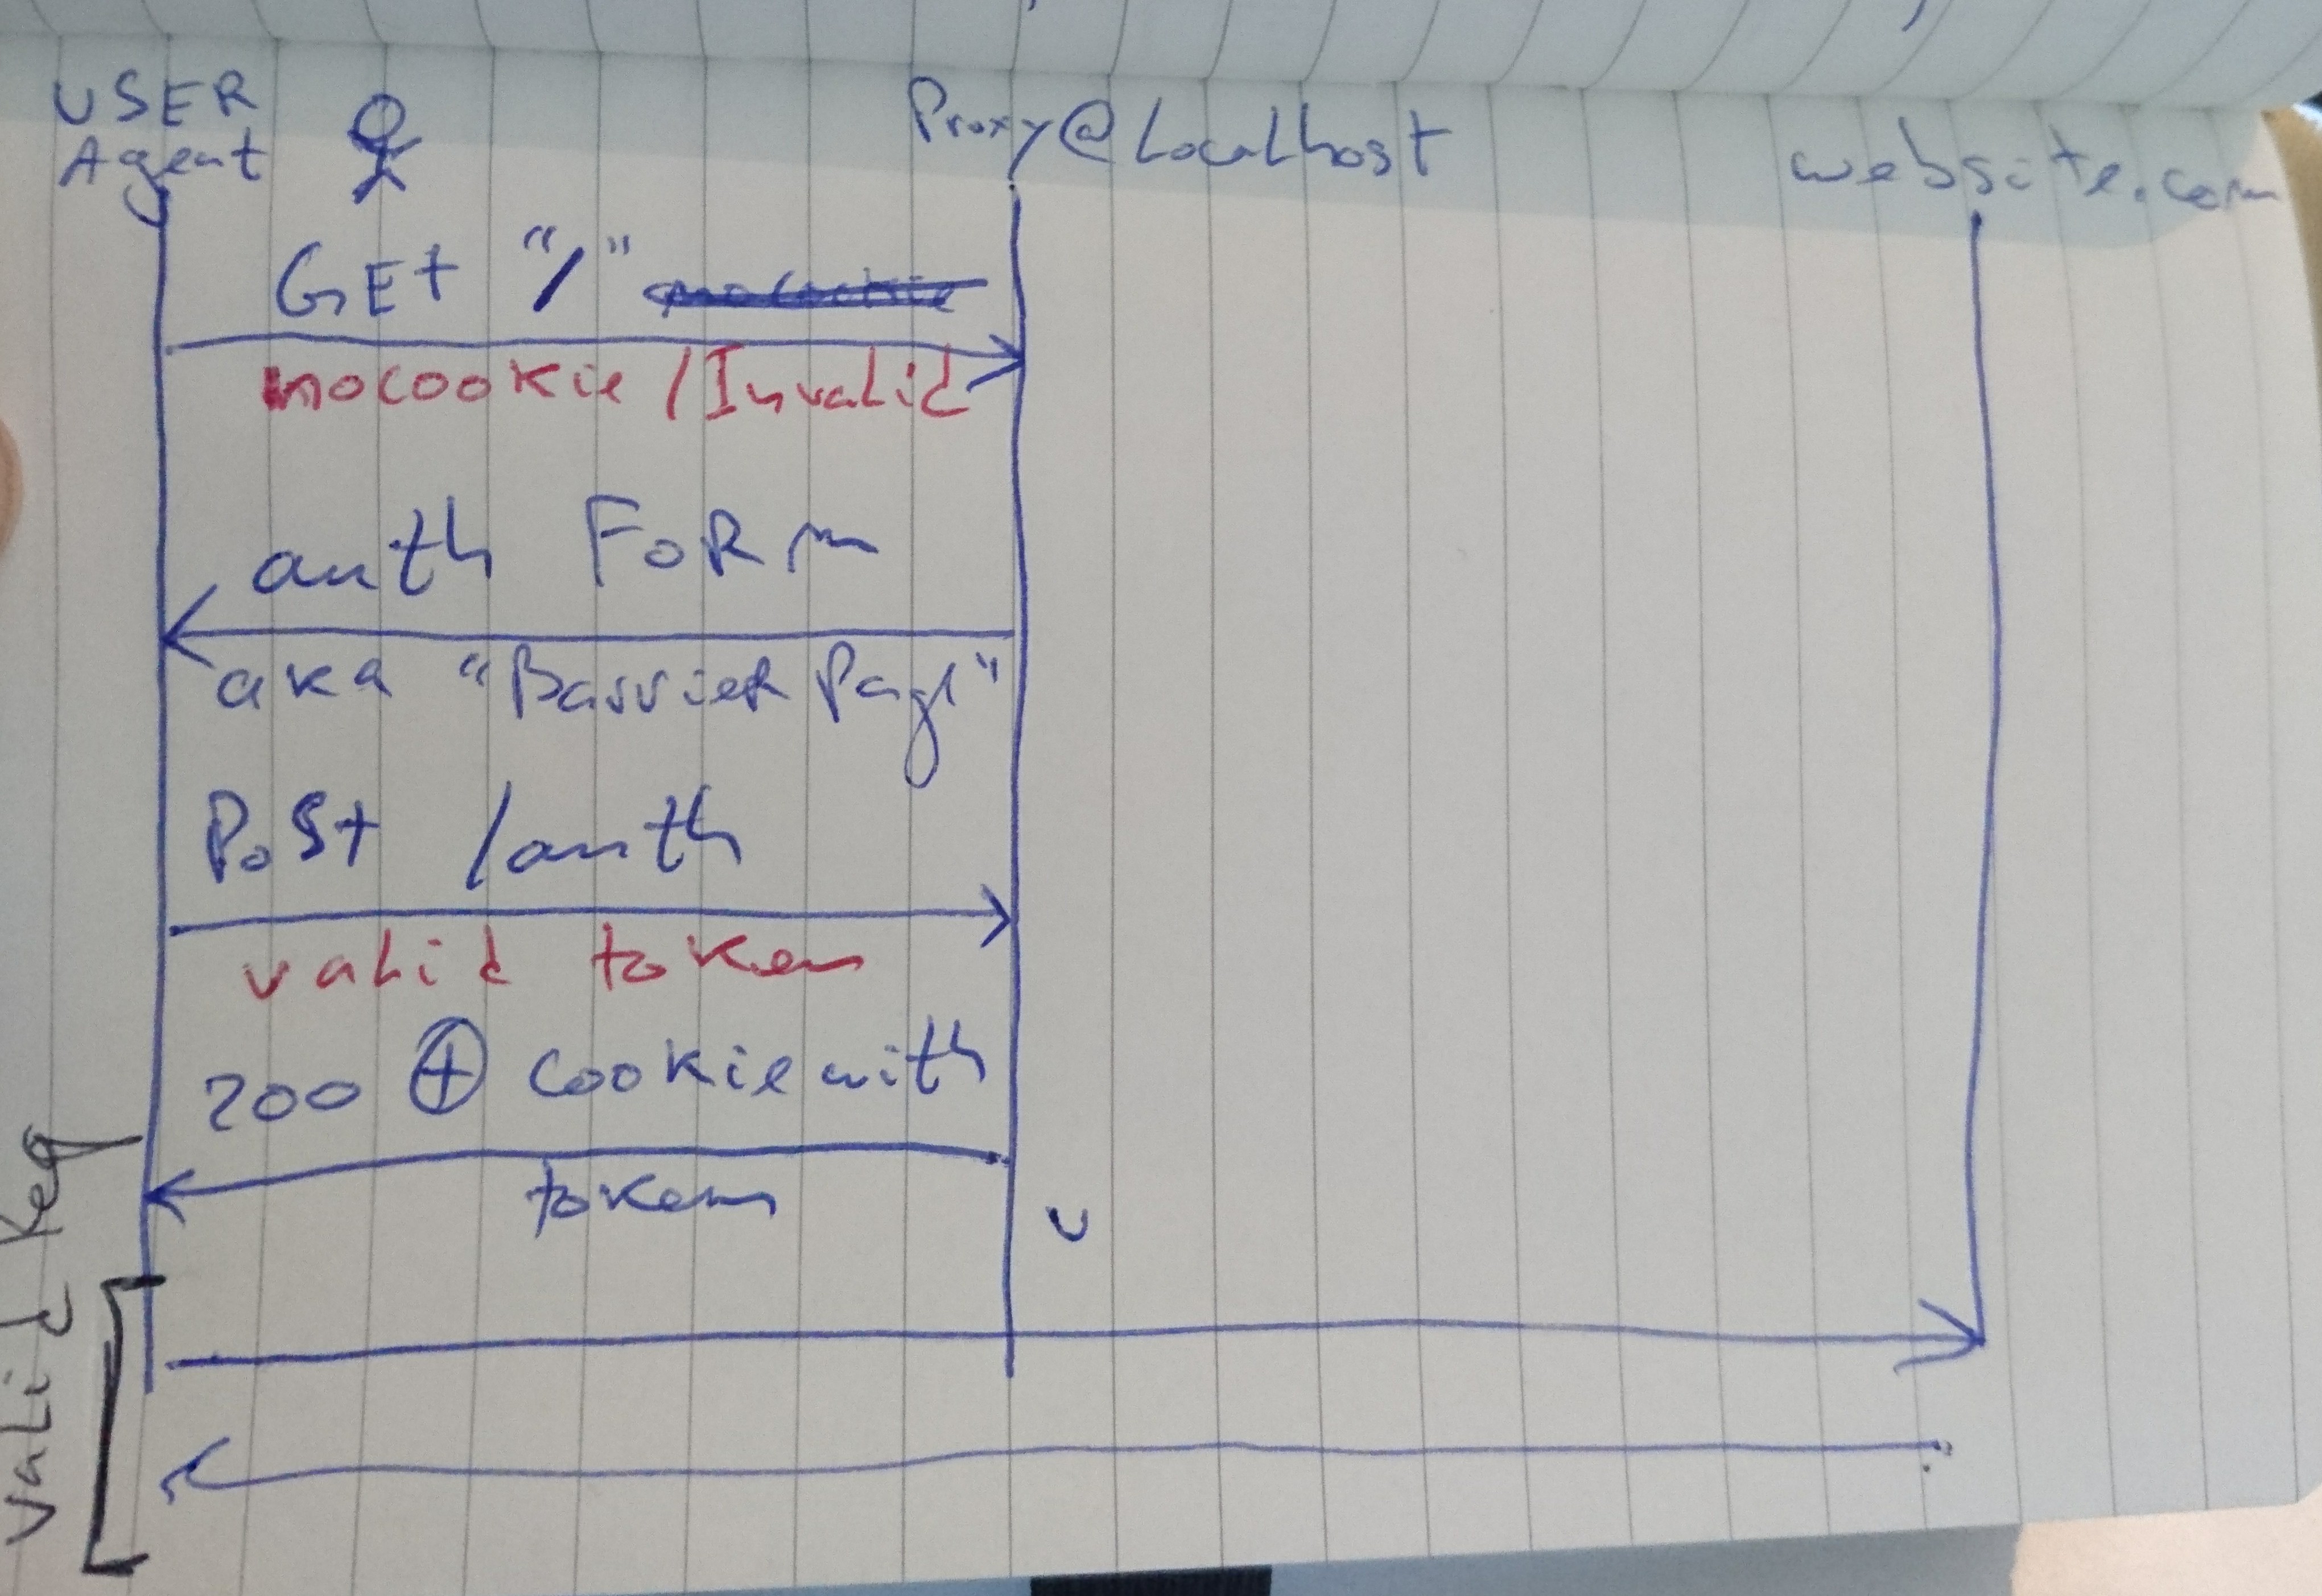 USER
Agent
Proxy@Localhost
website.com
GEt "/"
nocookie / Invalid
auth FoRm
aka "BarrieR Page"
PoSt /auth
valid token
200 ⊕ cookie with
token
valid Key